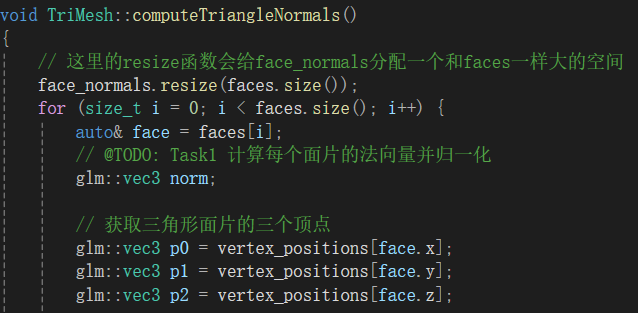 void TriMesh::computeTriangleNormals()
{
// 这里的resize函数会给face_normals分配一个和faces一样大的空间
face_normals.resize(faces.size());
for (size_t i = 0; i < faces.size(); i++) {
auto& face = faces[i];
// @TODO: Task1 计算每个面片的法向量并归一化
glm::vec3 norm;
// 获取三角形面片的三个顶点
glm::vec3 p0 = vertex_positions[face.x];
glm::vec3 p1 = vertex_positions[face.y];
glm::vec3 p2 = vertex_positions[face.z];